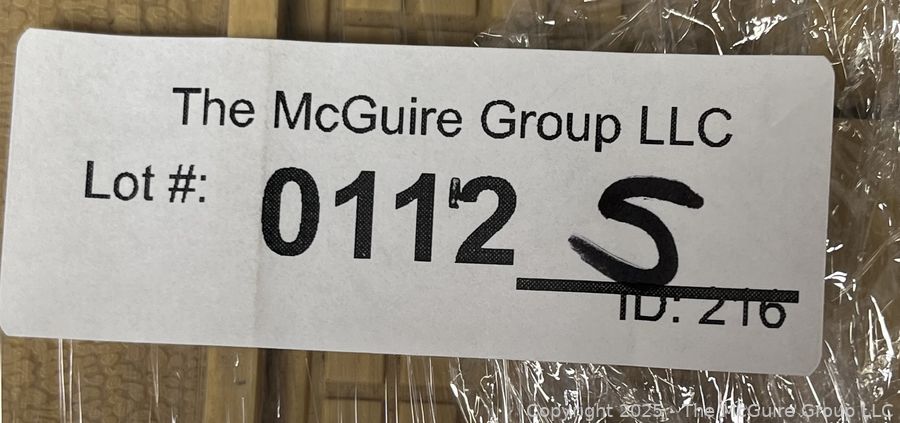 The McGuire Group LLC
Lot #: 0112 S
ID: 216
Copyright 2025 - The McGuire Group LLC